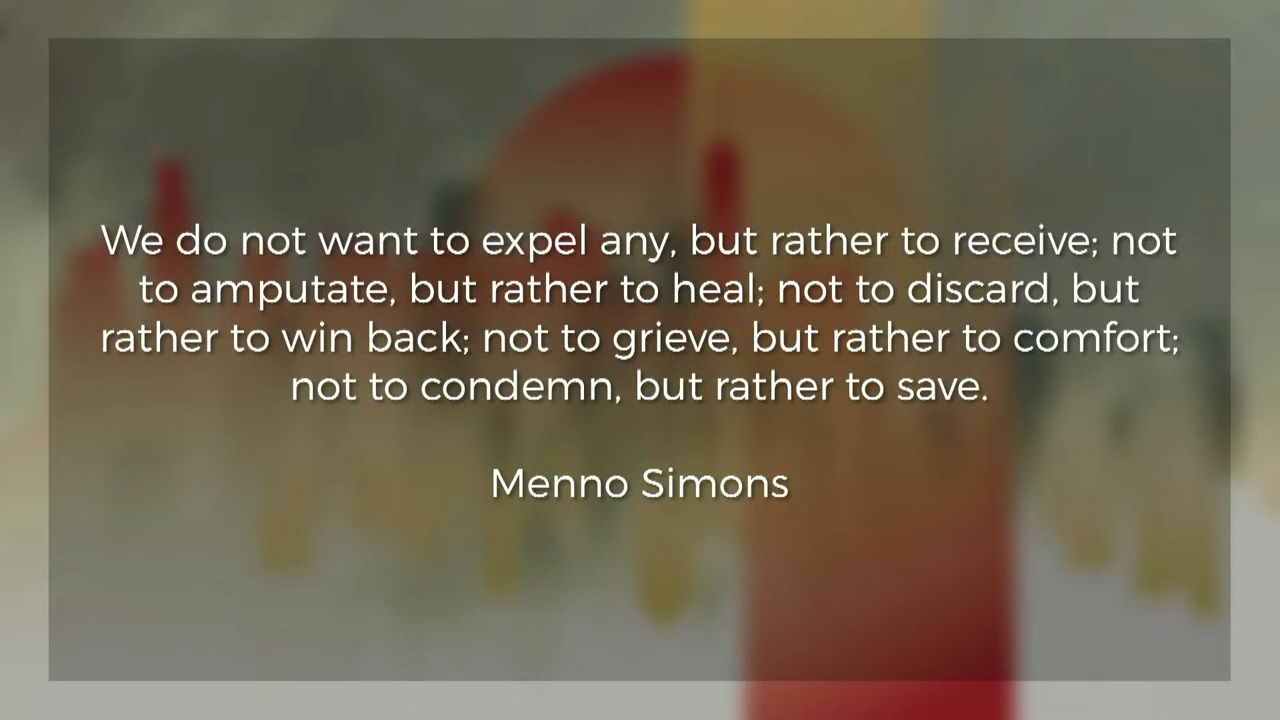 We do not want to expel any, but rather to receive; not
to amputate, but rather to heal; not to discard, but
rather to win back; not to grieve, but rather to comfort;
not to condemn, but rather to save.
Menno Simons